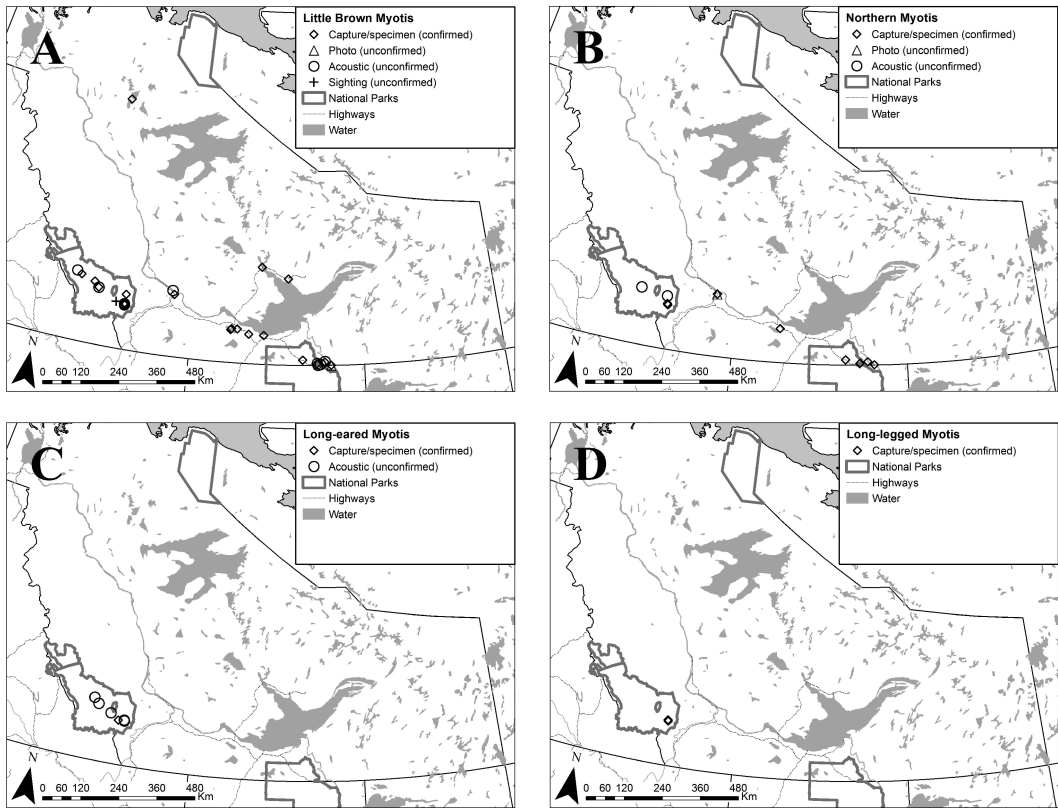 A
Little Brown Myotis
Capture/specimen (confirmed)
Photo (unconfirmed)
Acoustic (unconfirmed)
Sighting (unconfirmed)
National Parks
Highways
Water
N
0 60 120 240 360 480
Km
B
Northern Myotis
Capture/specimen (confirmed)
Photo (unconfirmed)
Acoustic (unconfirmed)
National Parks
Highways
Water
N
0 60 120 240 360 480
Km
C
Long-eared Myotis
Capture/specimen (confirmed)
Acoustic (unconfirmed)
National Parks
Highways
Water
N
0 60 120 240 360 480
Km
D
Long-legged Myotis
Capture/specimen (confirmed)
National Parks
Highways
Water
N
0 60 120 240 360 480
Km